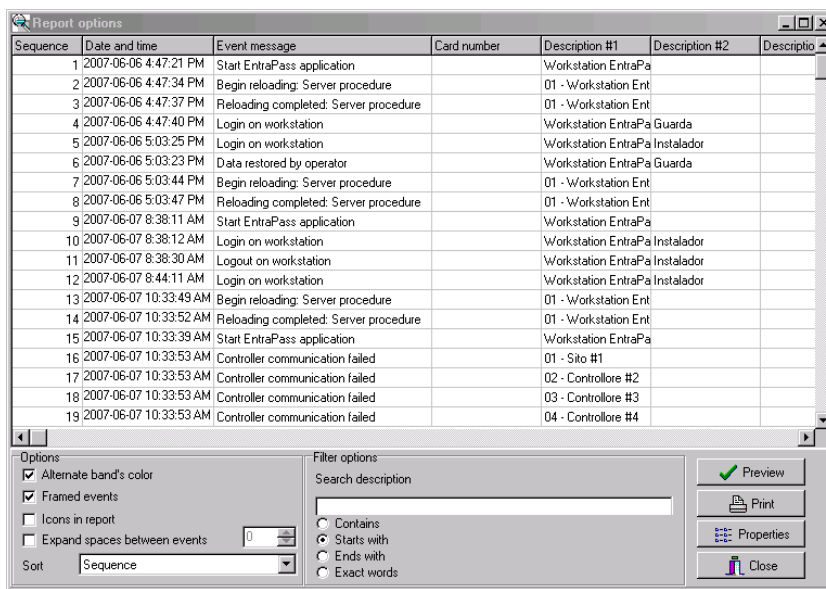 Report options
Sequence Date and time Event message Card number Description #1 Description #2 Descriptio
1 2007-06-06 4:47:21 PM Start EntraPass application Workstation EntraPa
2 2007-06-06 4:47:34 PM Begin reloading: Server procedure 01 - Workstation Ent
3 2007-06-06 4:47:37 PM Reloading completed: Server procedure 01 - Workstation Ent
4 2007-06-06 4:47:40 PM Login on workstation Workstation EntraPa Guarda
5 2007-06-06 5:03:25 PM Login on workstation Workstation EntraPa Instalador
6 2007-06-06 5:03:23 PM Data restored by operator Workstation EntraPa Guarda
7 2007-06-06 5:03:44 PM Begin reloading: Server procedure 01 - Workstation Ent
8 2007-06-06 5:03:47 PM Reloading completed: Server procedure 01 - Workstation Ent
9 2007-06-07 8:38:11 AM Start EntraPass application Workstation EntraPa
10 2007-06-07 8:38:12 AM Login on workstation Workstation EntraPa Instalador
11 2007-06-07 8:38:30 AM Logout on workstation Workstation EntraPa Instalador
12 2007-06-07 8:44:11 AM Login on workstation Workstation EntraPa Instalador
13 2007-06-07 10:33:49 AM Begin reloading: Server procedure 01 - Workstation Ent
14 2007-06-07 10:33:52 AM Reloading completed: Server procedure 01 - Workstation Ent
15 2007-06-07 10:33:39 AM Start EntraPass application Workstation EntraPa
16 2007-06-07 10:33:53 AM Controller communication failed 01 - Sito #1
17 2007-06-07 10:33:53 AM Controller communication failed 02 - Controllore #2
18 2007-06-07 10:33:53 AM Controller communication failed 03 - Controllore #3
19 2007-06-07 10:33:53 AM Controller communication failed 04 - Controllore #4
Options
Alternate band's color
Framed events
Icons in report
Expand spaces between events 0
Sort Sequence
Filter options
Search description
Contains
Starts with
Ends with
Exact words
Preview
Print
Properties
Close